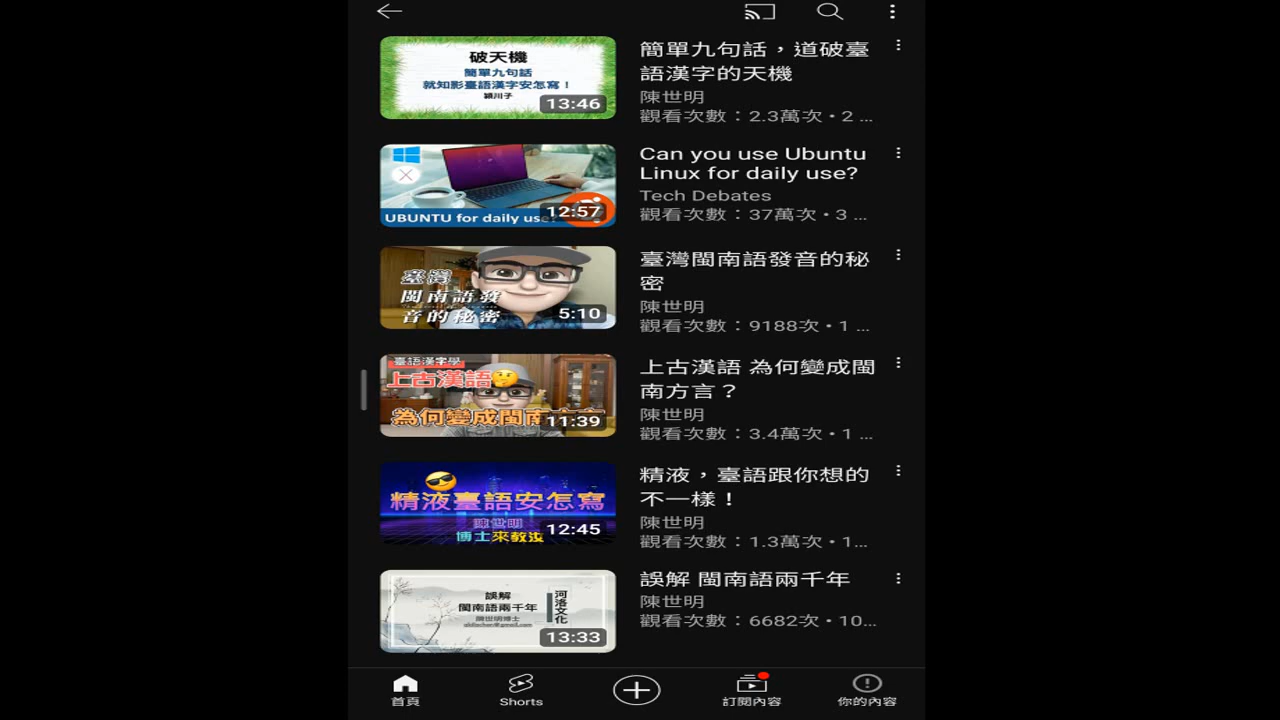 破天機
簡單九句話
就知影臺語漢字安怎寫！
穎川子
13:46
簡單九句話，道破臺
語漢字的天機
陳世明
觀看次數：2.3萬次・2 ...
UBUNTU for daily use?
12:57
Can you use Ubuntu
Linux for daily use?
Tech Debates
觀看次數：37萬次・3 ...
臺灣
閩南語發
音的秘密
5:10
臺灣閩南語發音的秘
密
陳世明
觀看次數：9188次・1 ...
臺語漢字學
上古漢語
為何變成閩南方言
11:39
上古漢語 為何變成閩
南方言？
陳世明
觀看次數：3.4萬次・1 ...
精液臺語安怎寫
陳世明
博士來教淺
12:45
精液，臺語跟你想的
不一樣！
陳世明
觀看次數：1.3萬次・1...
誤解
閩南語兩千年
陳世明博士
河洛文化
13:33
誤解 閩南語兩千年
陳世明
觀看次數：6682次・10...
首頁
Shorts
訂閱內容
你的內容